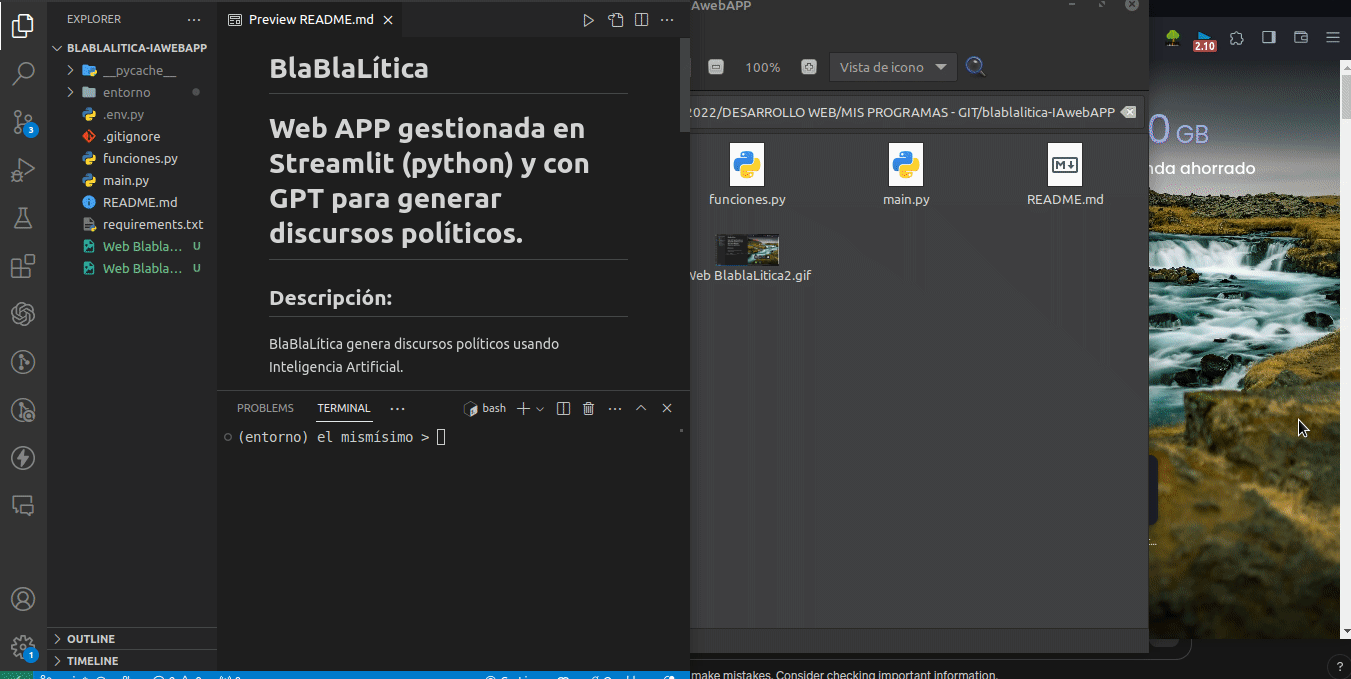 EXPLORER
BLABLALITICA-IAWEBAPP
__pycache__
entorno
.env.py
.gitignore
funciones.py
main.py
README.md
requirements.txt
Web Blabla... U
Web Blabla... U
OUTLINE
TIMELINE
3
1
Preview README.md
BlaBlaLítica
Web APP gestionada en
Streamlit (python) y con
GPT para generar
discursos políticos.
Descripción:
BlaBlaLítica genera discursos políticos usando
Inteligencia Artificial.
PROBLEMS TERMINAL
bash
(entorno) el mismísimo >
AwebAPP
100%
Vista de icono
2022/DESARROLLO WEB/MIS PROGRAMAS - GIT/blablalitica-IAwebAPP
funciones.py
main.py
README.md
Web BlablaLitica2.gif
2.10
0 GB
nda ahorrado
make mistakes. Consider checking important information.
?